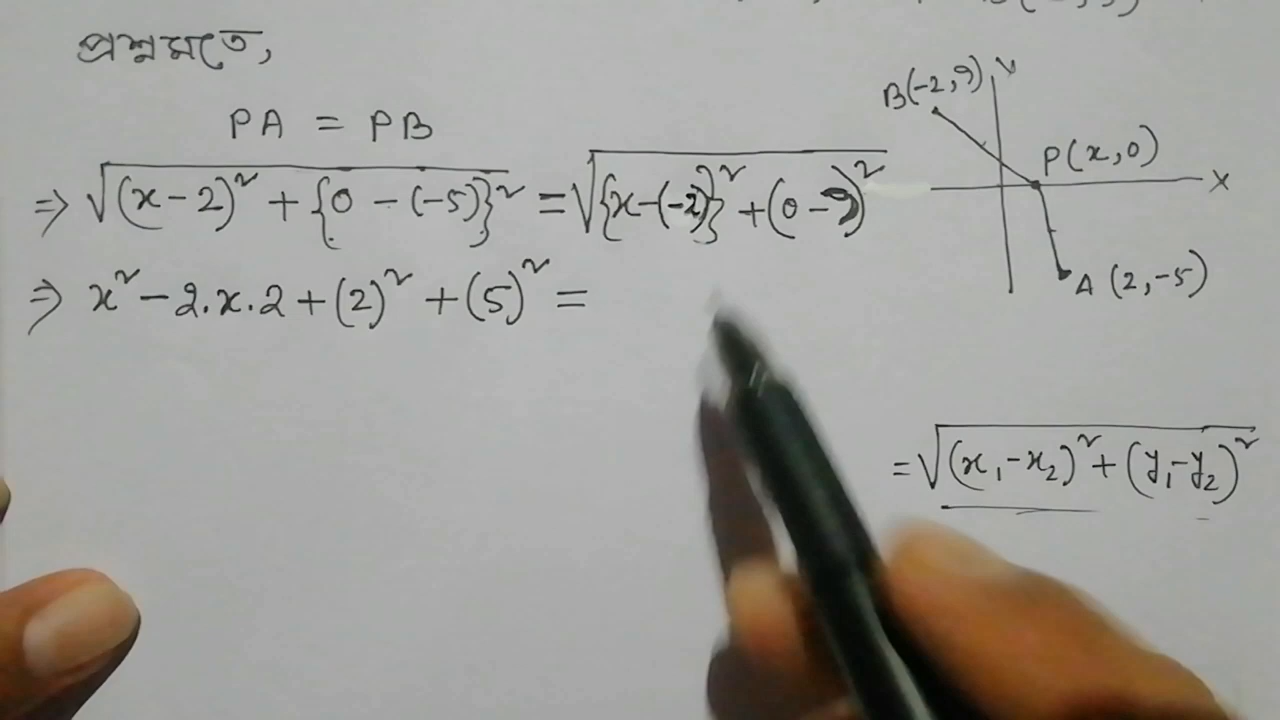 প্রশ্নমতে,
PA = PB
⇒ √(x-2)² + {0-(-5)}² = √{x-(-2)}² + (0-9)²
⇒ x² - 2.x.2 + (2)² + (5)² =
B(-2,9)
Y
P(x,0)
X
A(2,-5)
= √(x₁-x₂)² + (y₁-y₂)²